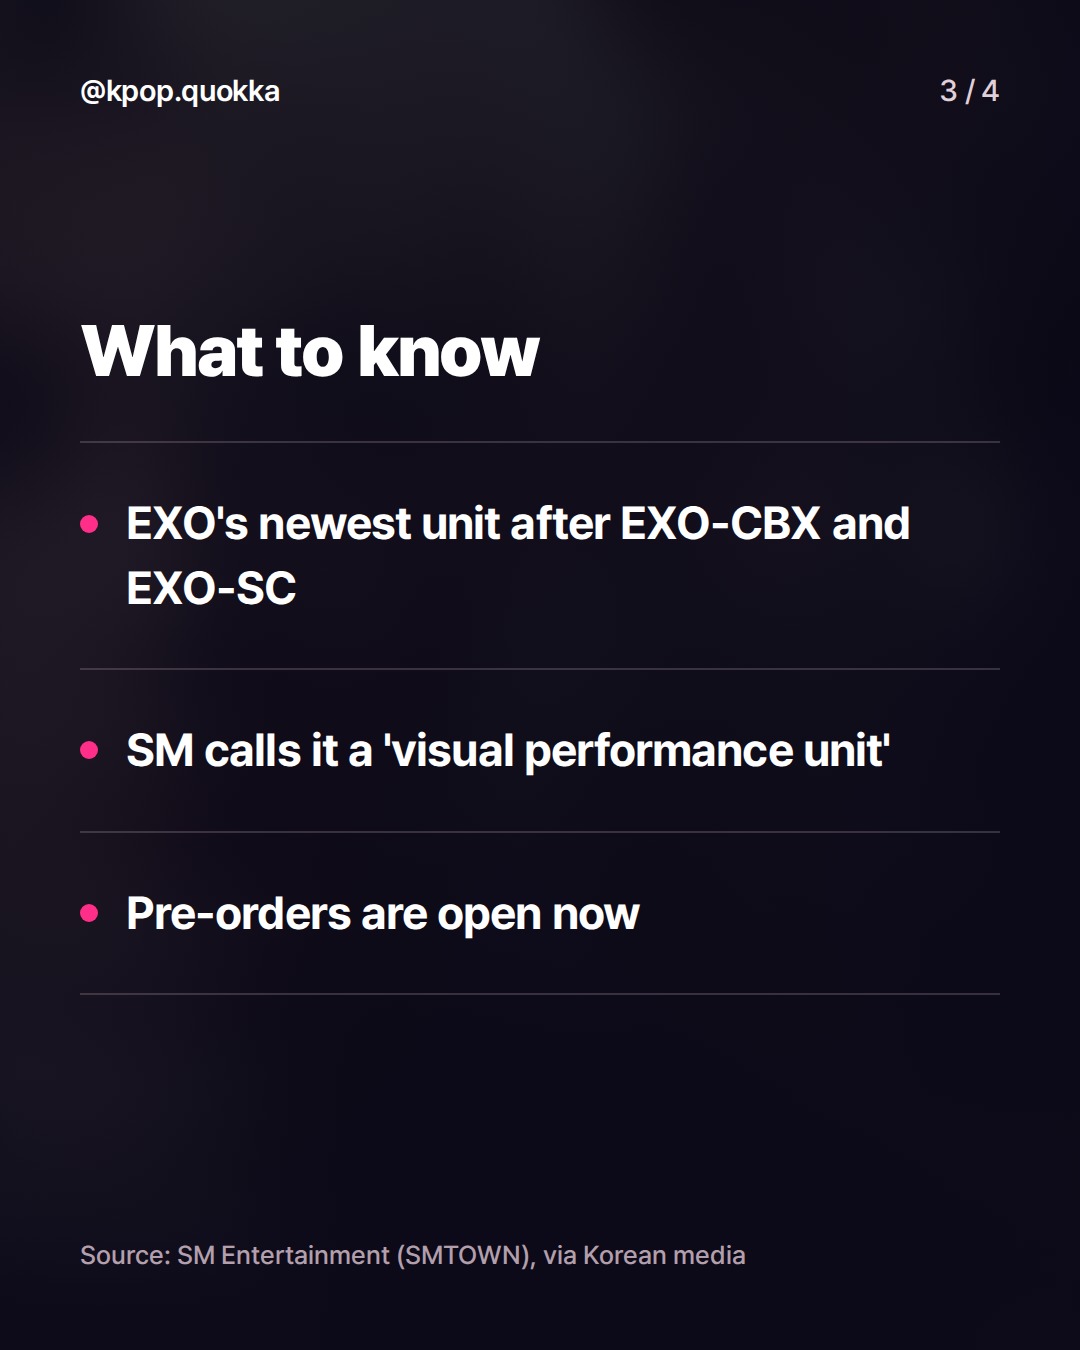 @kpop.quokka
3 / 4
What to know
EXO's newest unit after EXO-CBX and
EXO-SC
SM calls it a 'visual performance unit'
Pre-orders are open now
Source: SM Entertainment (SMTOWN), via Korean media